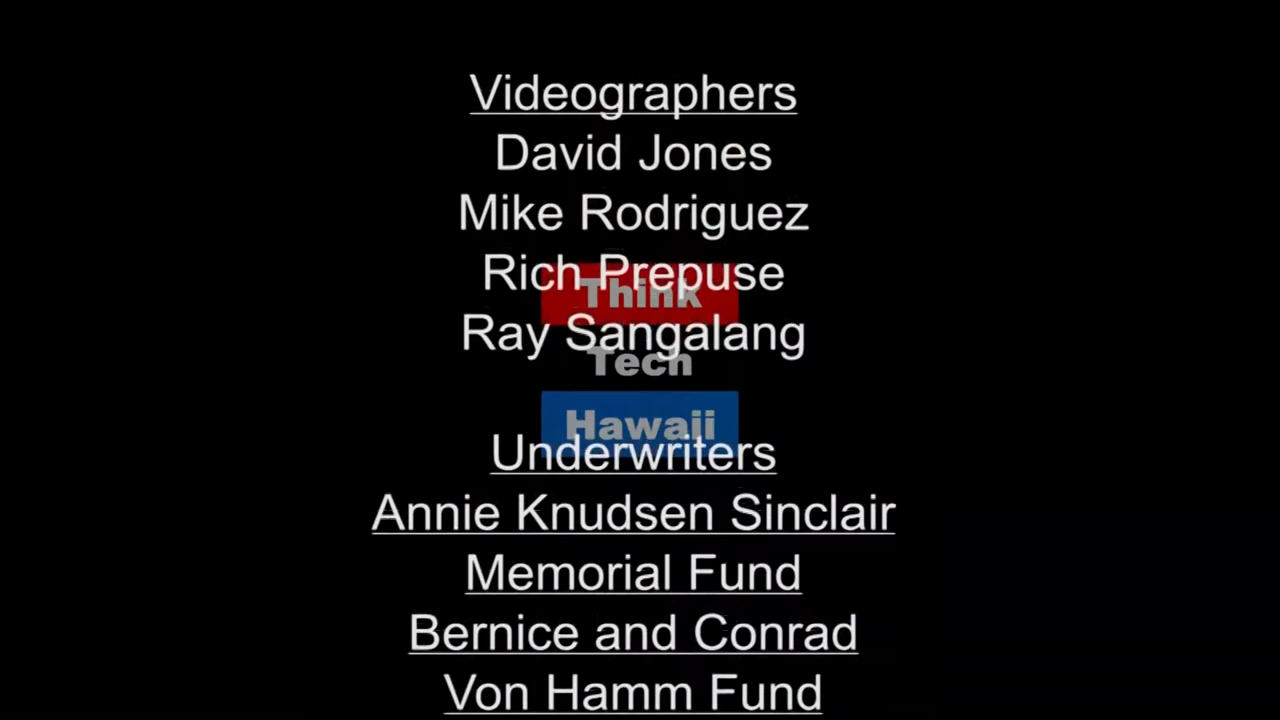 Videographers
David Jones
Mike Rodriguez
Rich Prepuse
Think
Ray Sangalang
Tech
Hawaii
Underwriters
Annie Knudsen Sinclair
Memorial Fund
Bernice and Conrad
Von Hamm Fund